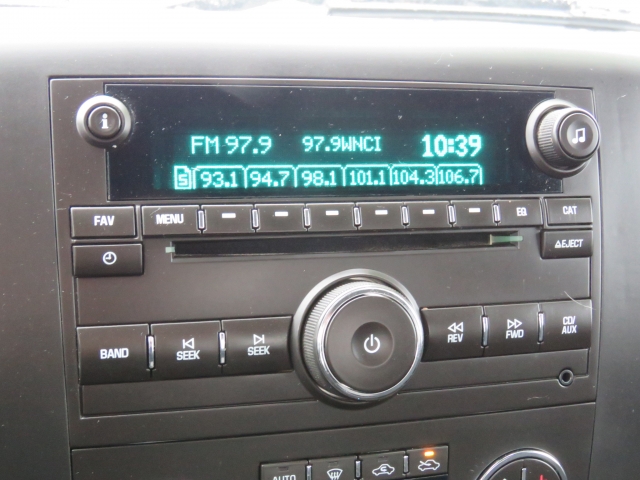 FM 97.9 97.9WNCI 10:39
5 93.1 94.7 98.1 101.1 104.3 106.7
FAV MENU EQ CAT
EJECT
BAND SEEK SEEK REV FWD CD/
AUX
AUTO